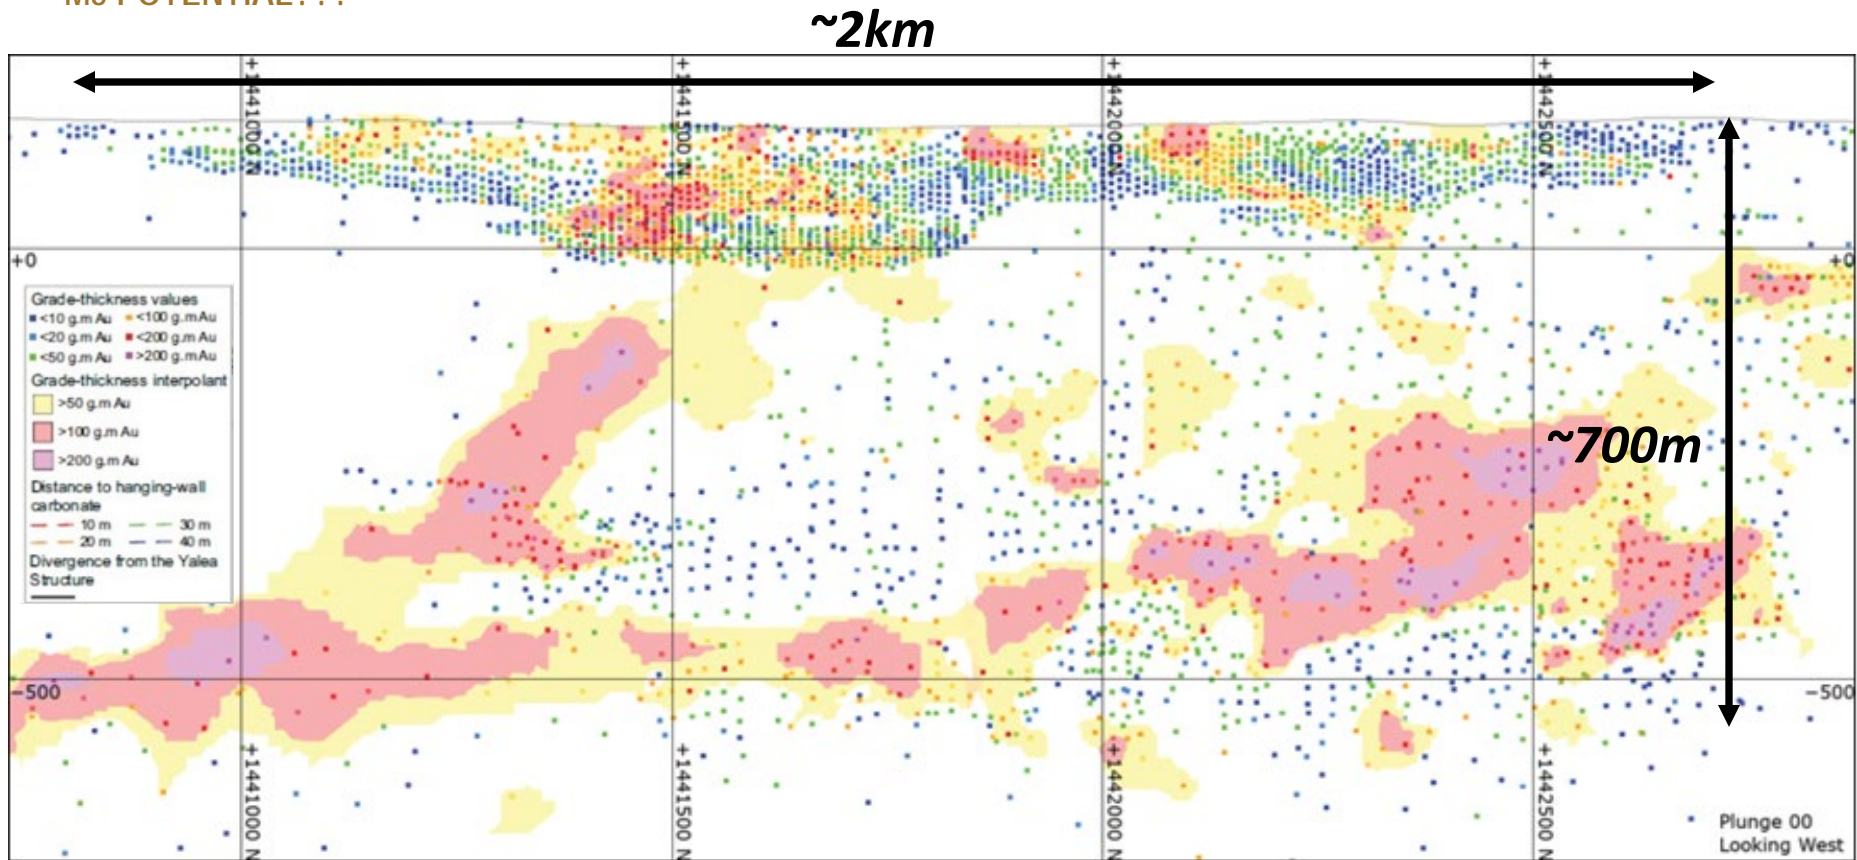 ~2km
+1441000 N
+1441500 N
+1442000 N
+1442500 N
+0
+0
Grade-thickness values
<10 g.m Au <100 g.m Au
<20 g.m Au <200 g.m Au
<50 g.m Au >200 g.m Au
Grade-thickness interpolant
>50 g.m Au
>100 g.m Au
>200 g.m Au
Distance to hanging-wall
carbonate
10 m 30 m
20 m 40 m
Divergence from the Yalea
Structure
~700m
-500
-500
+1441000 N
+1441500 N
+1442000 N
+1442500 N
Plunge 00
Looking West